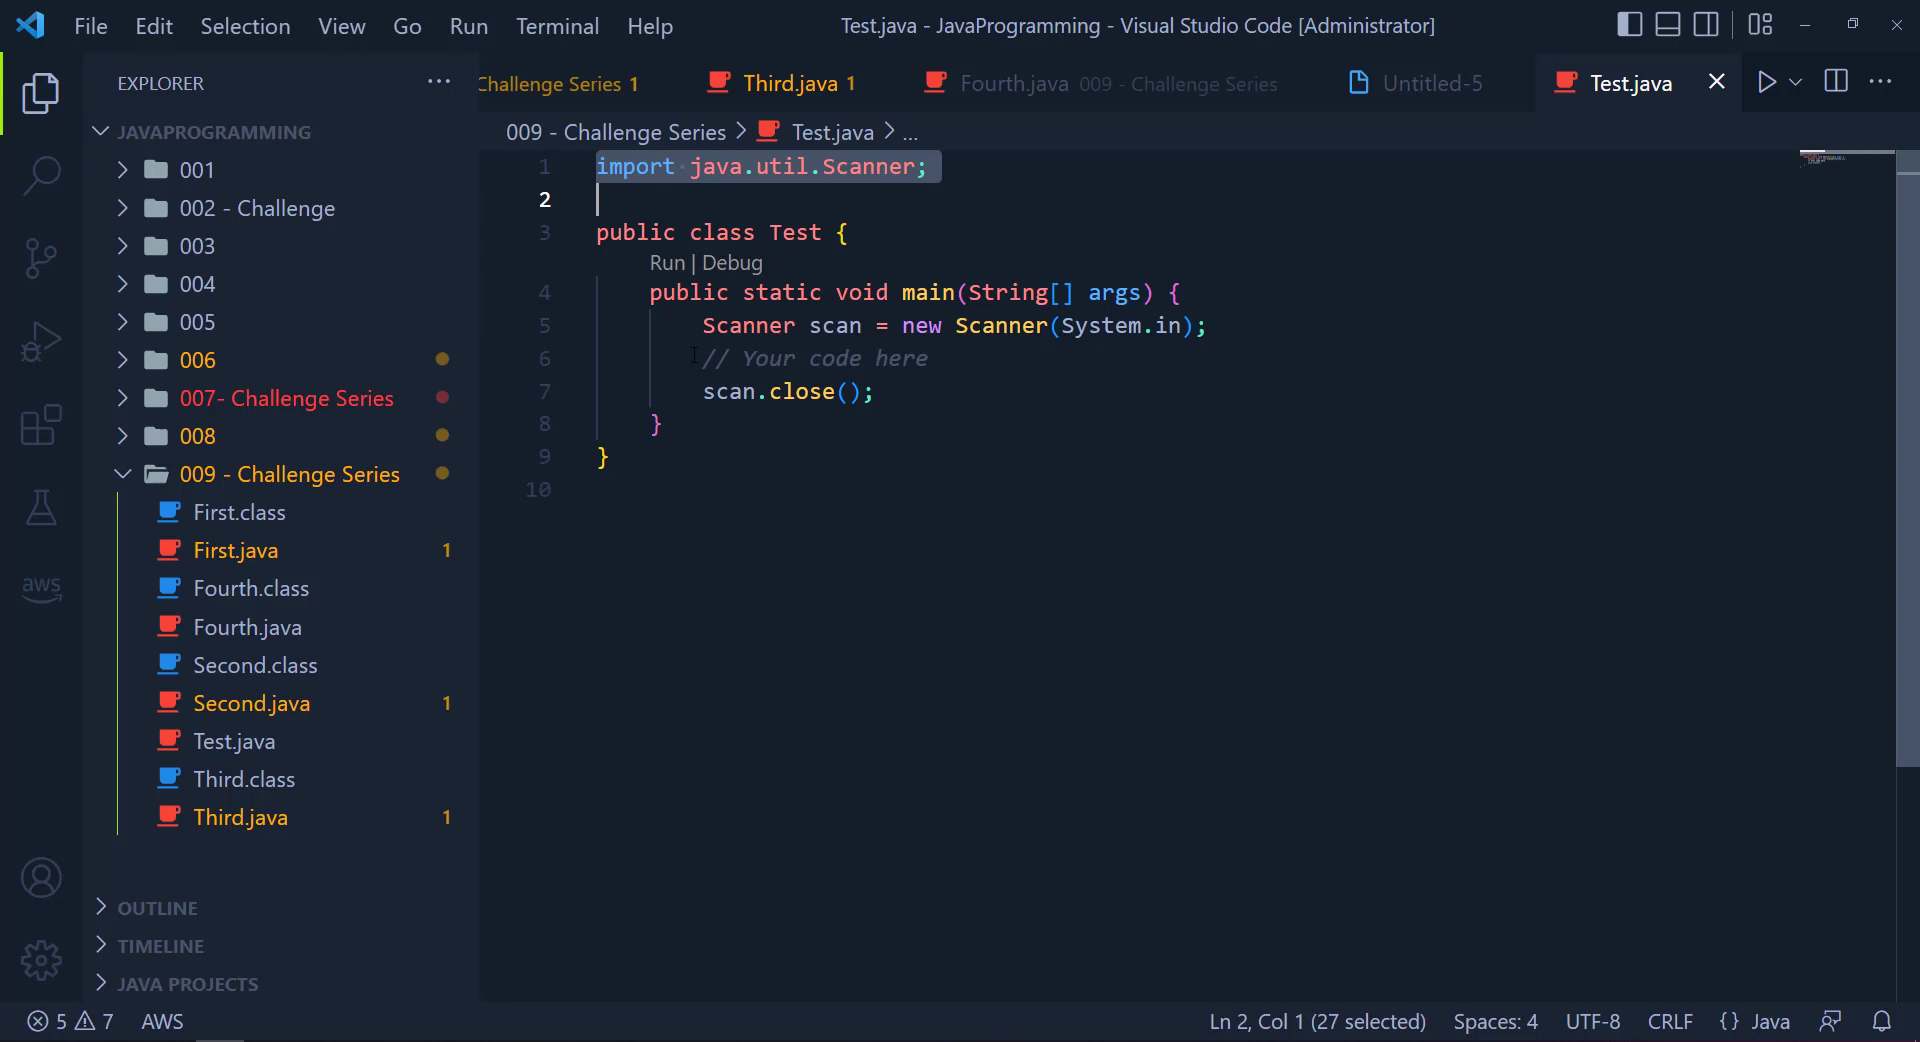 File Edit Selection View Go Run Terminal Help
Test.java - JavaProgramming - Visual Studio Code [Administrator]
EXPLORER
Challenge Series 1
Third.java 1
Fourth.java 009 - Challenge Series
Untitled-5
Test.java
JAVAPROGRAMMING
001
002 - Challenge
003
004
005
006
007- Challenge Series
008
009 - Challenge Series
First.class
First.java 1
Fourth.class
Fourth.java
Second.class
Second.java 1
Test.java
Third.class
Third.java 1
OUTLINE
TIMELINE
JAVA PROJECTS
aws
009 - Challenge Series > Test.java > ...
1 import java.util.Scanner;
2
3 public class Test {
Run | Debug
4 public static void main(String[] args) {
5 Scanner scan = new Scanner(System.in);
6 // Your code here
7 scan.close();
8 }
9 }
10
5 7 AWS
Ln 2, Col 1 (27 selected) Spaces: 4 UTF-8 CRLF {} Java